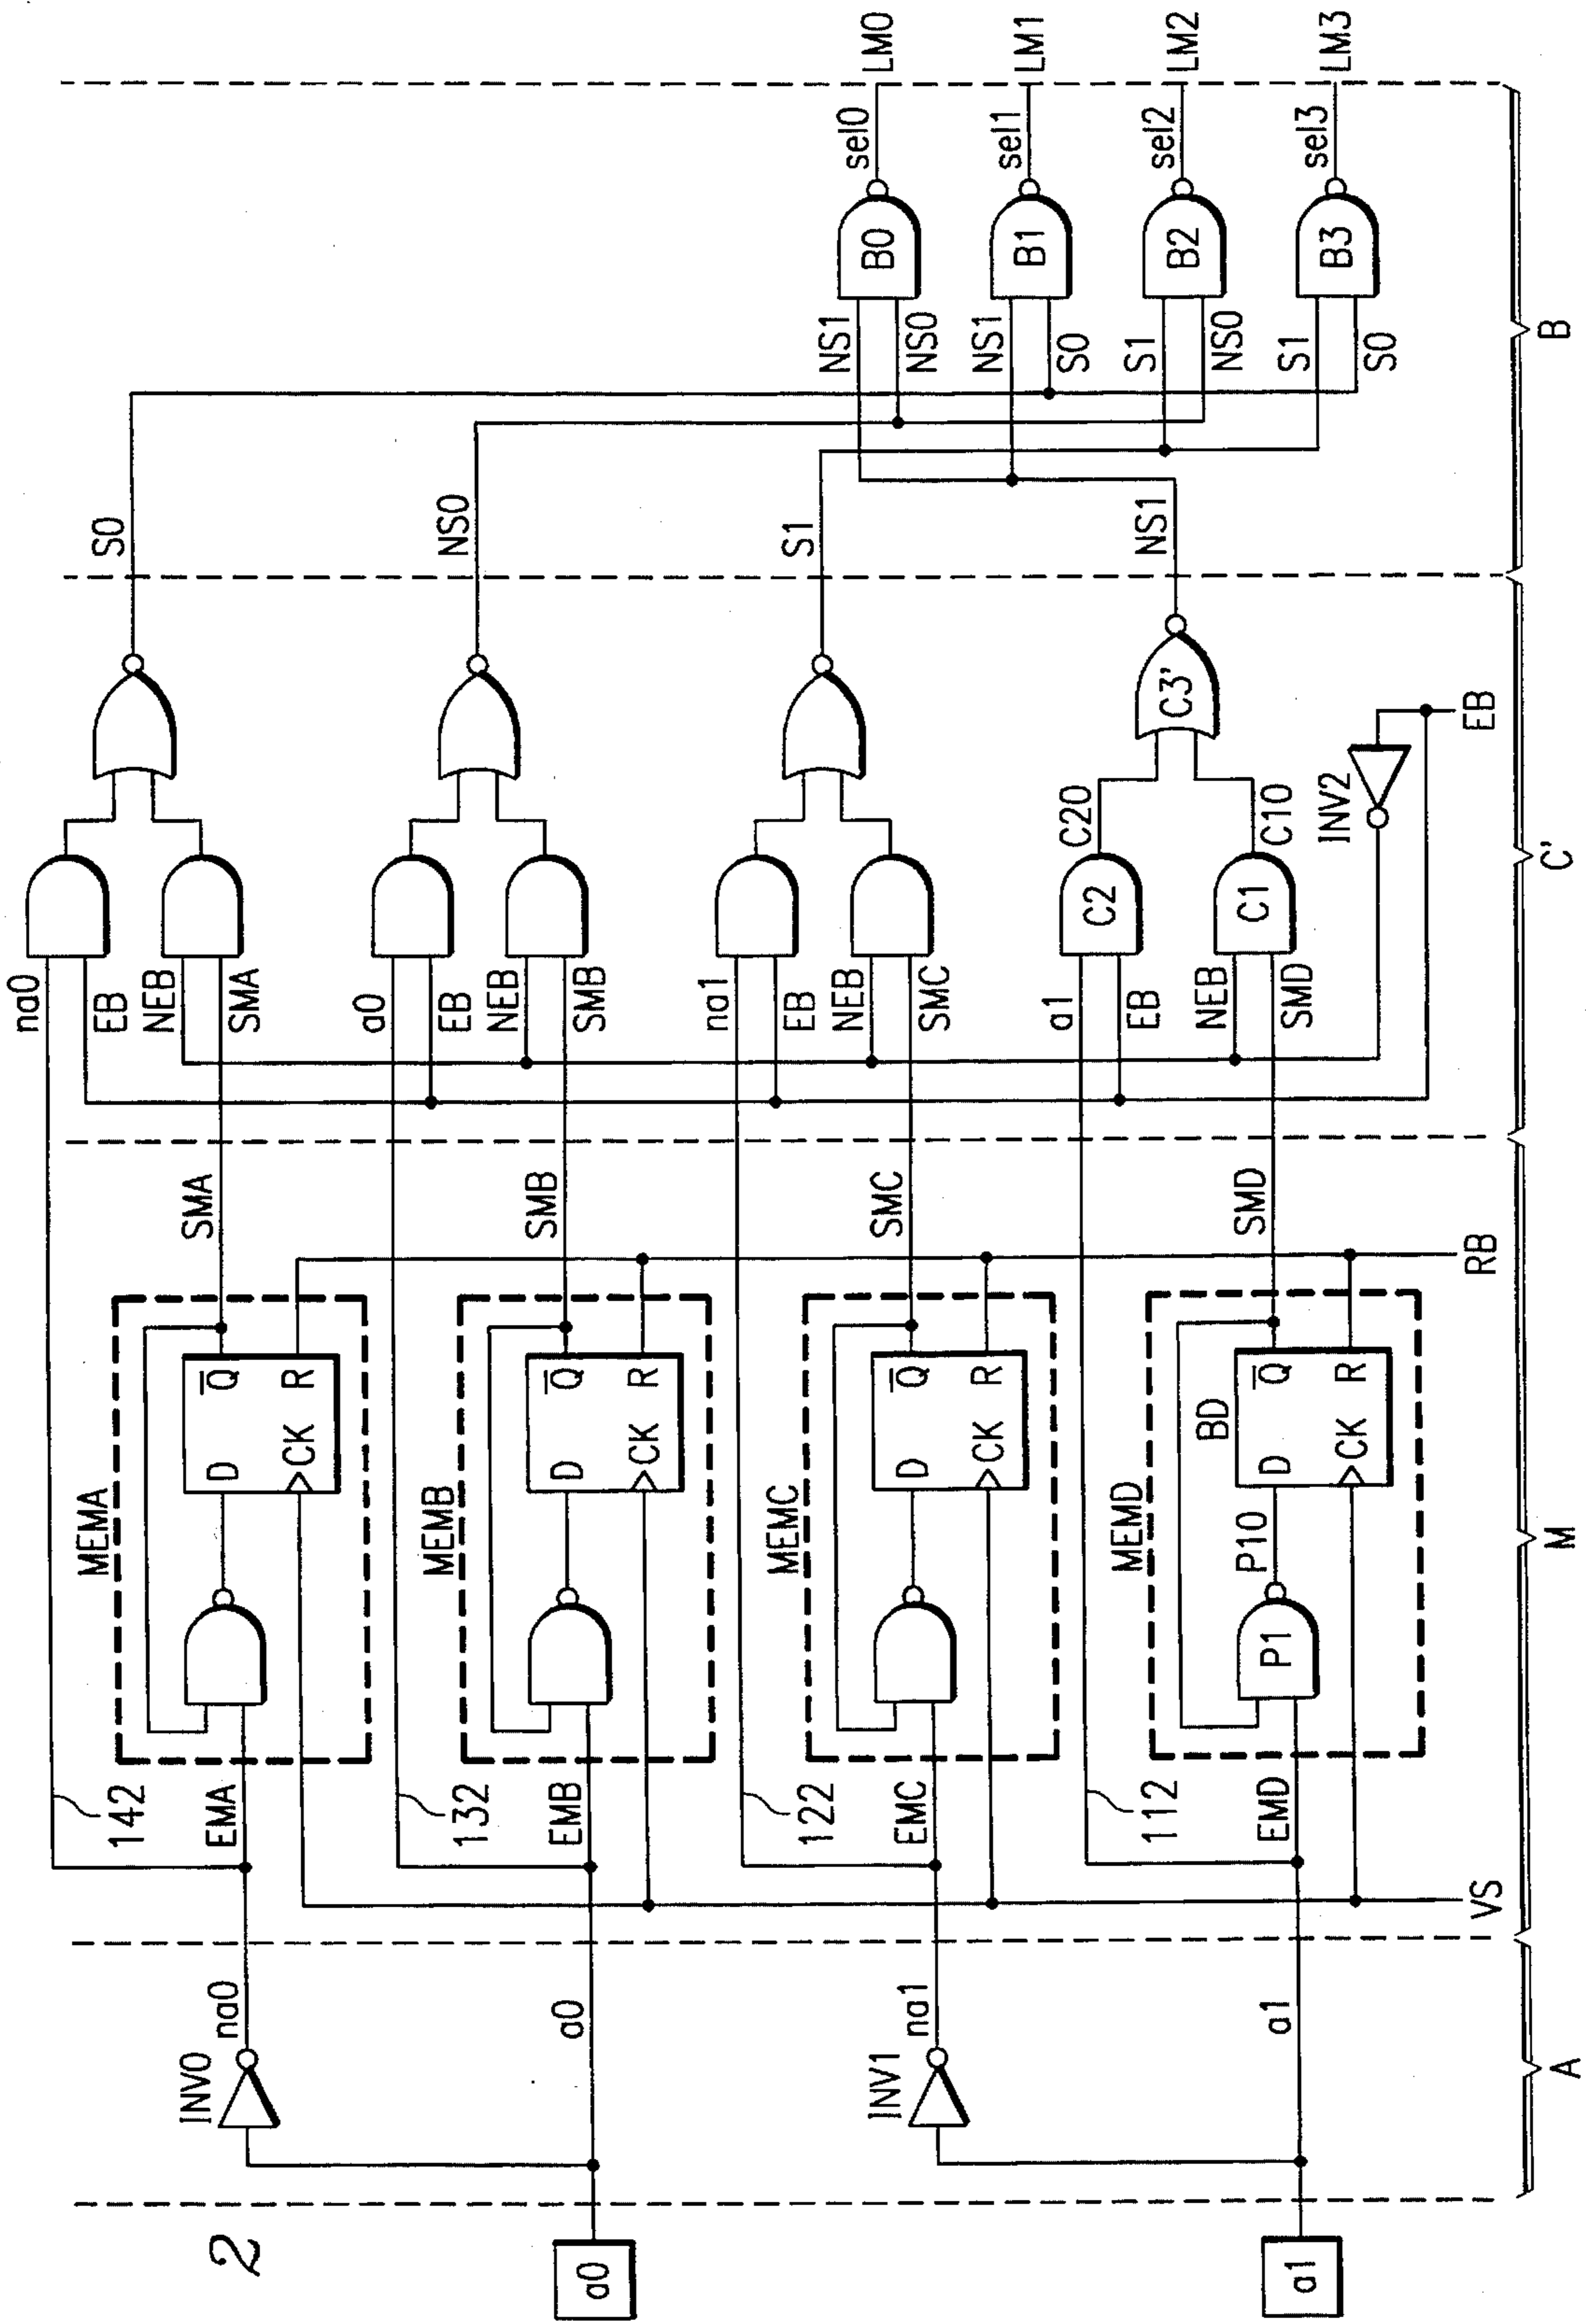 2
a0
a1
INV0
na0
a0
INV1
na1
a1
A
MEMA
142
EMA
D
CK
Q̅
R
SMA
MEMB
132
EMB
D
CK
Q̅
R
SMB
MEMC
122
EMC
D
CK
Q̅
R
SMC
MEMD
112
EMD
P1
P10
BD
D
CK
Q̅
R
SMD
VS
RB
M
na0
EB
NEB
SMA
a0
EB
NEB
SMB
na1
EB
NEB
SMC
a1
EB
NEB
SMD
C2
C20
C1
C10
C3'
INV2
EB
C'
S0
NS0
S1
NS1
NS1
NS0
B0
sel0
LM0
NS1
S0
B1
sel1
LM1
S1
NS0
B2
sel2
LM2
S1
S0
B3
sel3
LM3
B